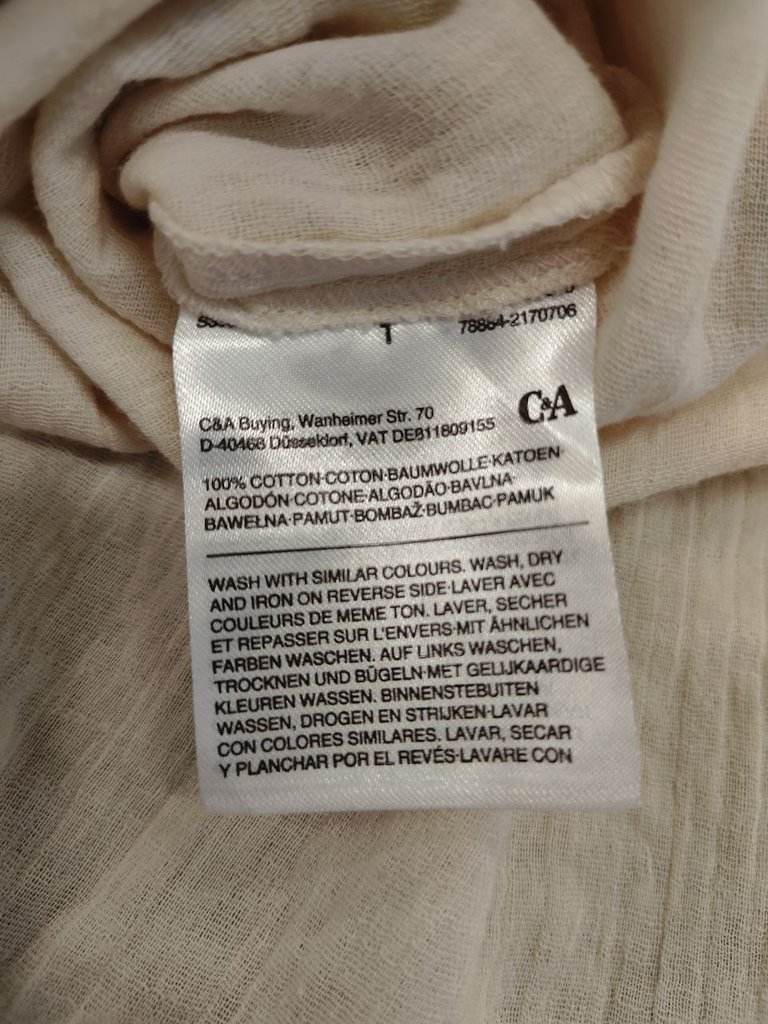 T
78864-2170706
C&A
C&A Buying, Wanheimer Str. 70
D-40468 Düsseldorf, VAT DE811809155
100% COTTON·COTON·BAUMWOLLE·KATOEN·
ALGODÓN·COTONE·ALGODÃO·BAVLNA·
BAWEŁNA·PAMUT·BOMBAŽ·BUMBAC·PAMUK
WASH WITH SIMILAR COLOURS. WASH, DRY
AND IRON ON REVERSE SIDE·LAVER AVEC
COULEURS DE MEME TON. LAVER, SECHER
ET REPASSER SUR L'ENVERS·MIT ÄHNLICHEN
FARBEN WASCHEN. AUF LINKS WASCHEN,
TROCKNEN UND BÜGELN·MET GELIJKAARDIGE
KLEUREN WASSEN. BINNENSTEBUITEN
WASSEN, DROGEN EN STRIJKEN·LAVAR
CON COLORES SIMILARES. LAVAR, SECAR
Y PLANCHAR POR EL REVÉS·LAVARE CON